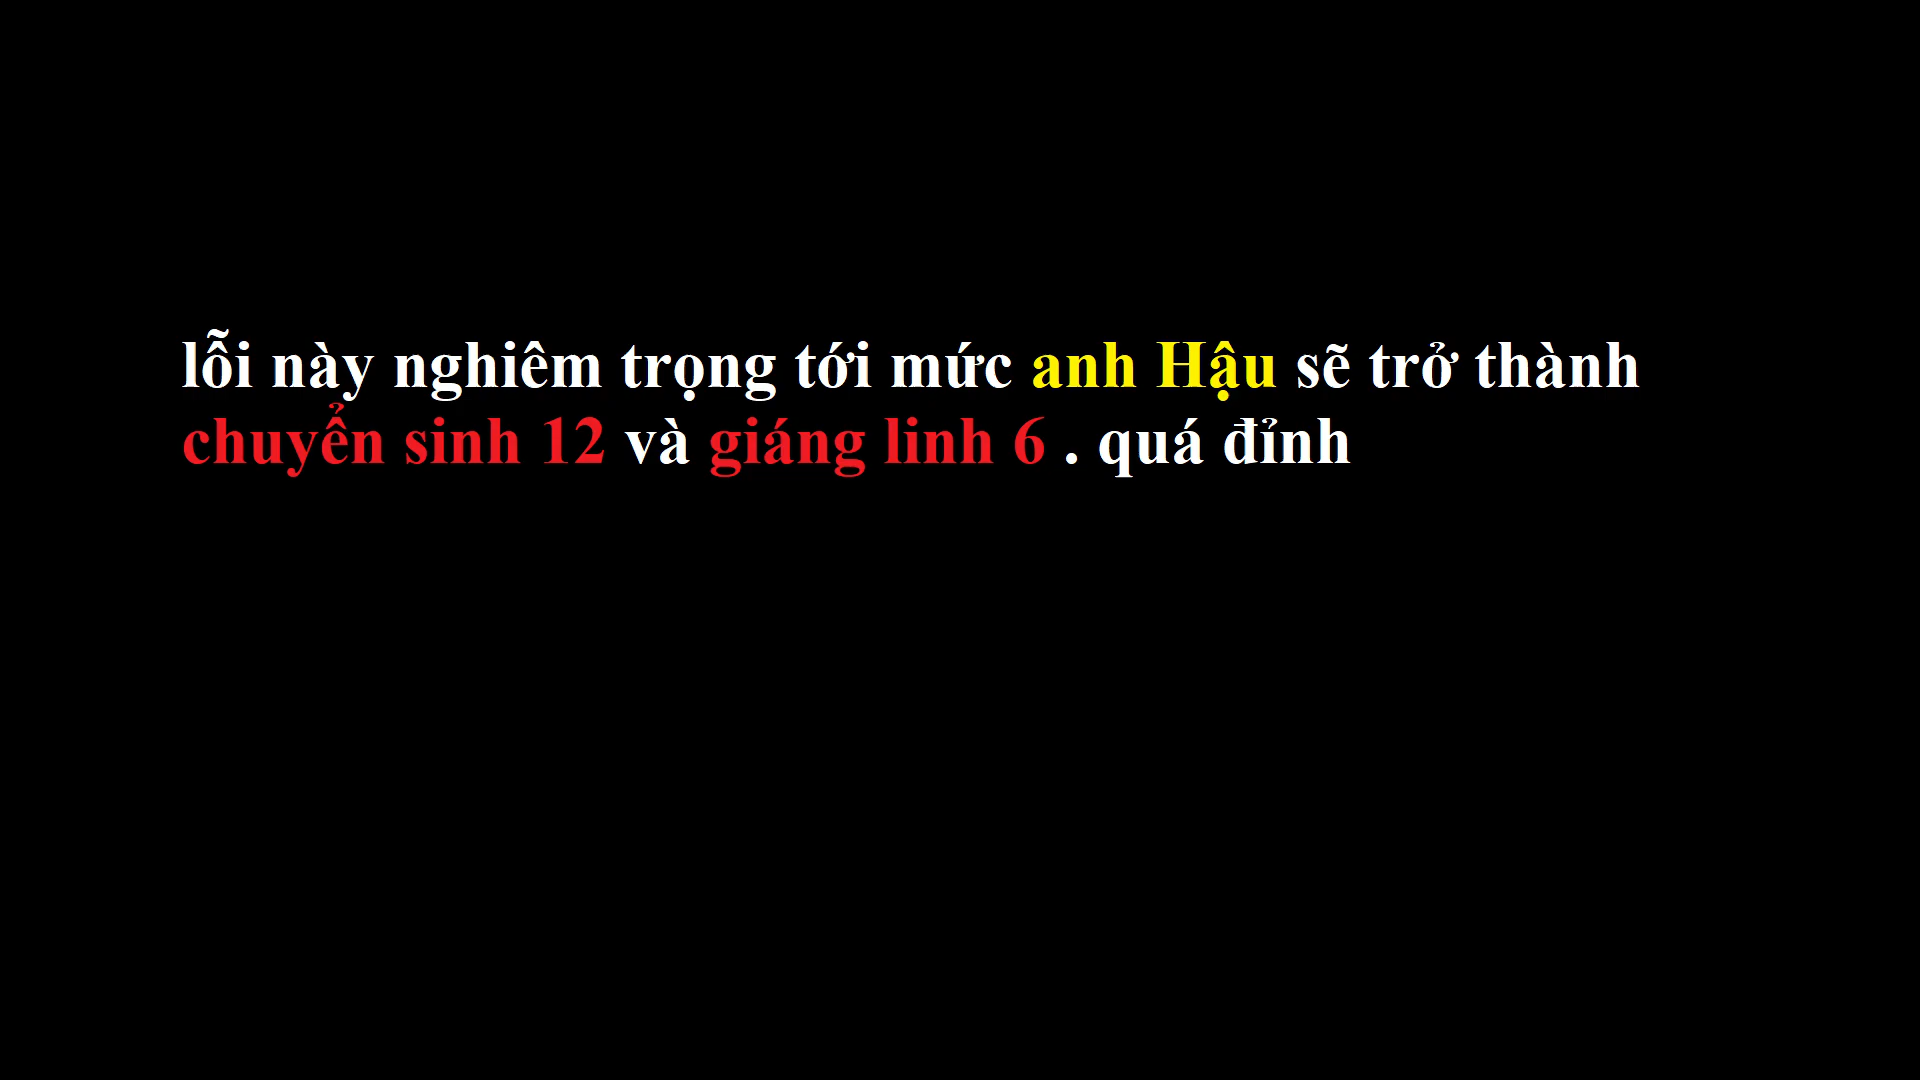 lỗi này nghiêm trọng tới mức anh Hậu sẽ trở thành
chuyển sinh 12 và giáng linh 6 . quá đỉnh